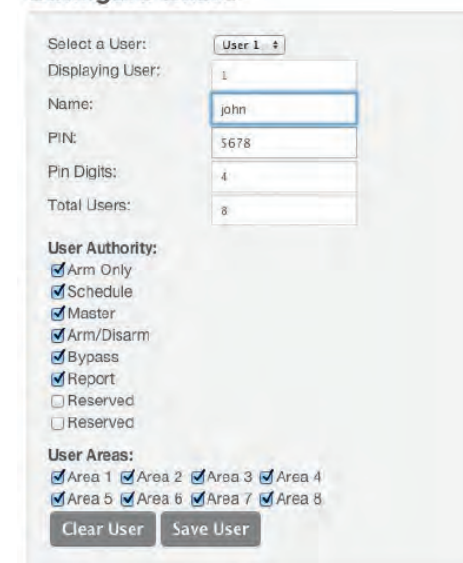 Select a User: User 1
Displaying User: 1
Name: john
PIN: 5678
Pin Digits: 4
Total Users: 8
User Authority:
Arm Only
Schedule
Master
Arm/Disarm
Bypass
Report
Reserved
Reserved
User Areas:
Area 1 Area 2 Area 3 Area 4
Area 5 Area 6 Area 7 Area 8
Clear User Save User